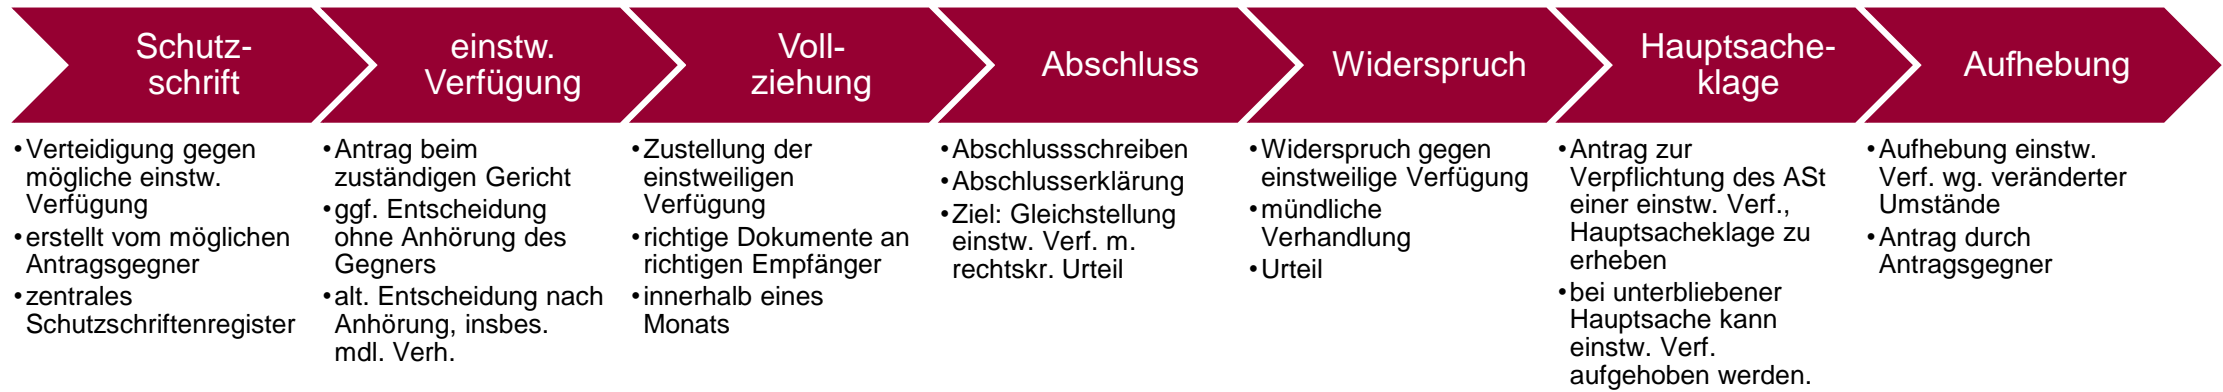 Schutz-
schrift
•Verteidigung gegen
mögliche einstw.
Verfügung
•erstellt vom möglichen
Antragsgegner
•zentrales
Schutzschriftenregister
einstw.
Verfügung
•Antrag beim
zuständigen Gericht
•ggf. Entscheidung
ohne Anhörung des
Gegners
•alt. Entscheidung nach
Anhörung, insbes.
mdl. Verh.
Voll-
ziehung
•Zustellung der
einstweiligen
Verfügung
•richtige Dokumente an
richtigen Empfänger
•innerhalb eines
Monats
Abschluss
•Abschlussschreiben
•Abschlusserklärung
•Ziel: Gleichstellung
einstw. Verf. m.
rechtskr. Urteil
Widerspruch
•Widerspruch gegen
einstweilige Verfügung
•mündliche
Verhandlung
•Urteil
Hauptsache-
klage
•Antrag zur
Verpflichtung des ASt
einer einstw. Verf.,
Hauptsacheklage zu
erheben
•bei unterbliebener
Hauptsache kann
einstw. Verf.
aufgehoben werden.
Aufhebung
•Aufhebung einstw.
Verf. wg. veränderter
Umstände
•Antrag durch
Antragsgegner